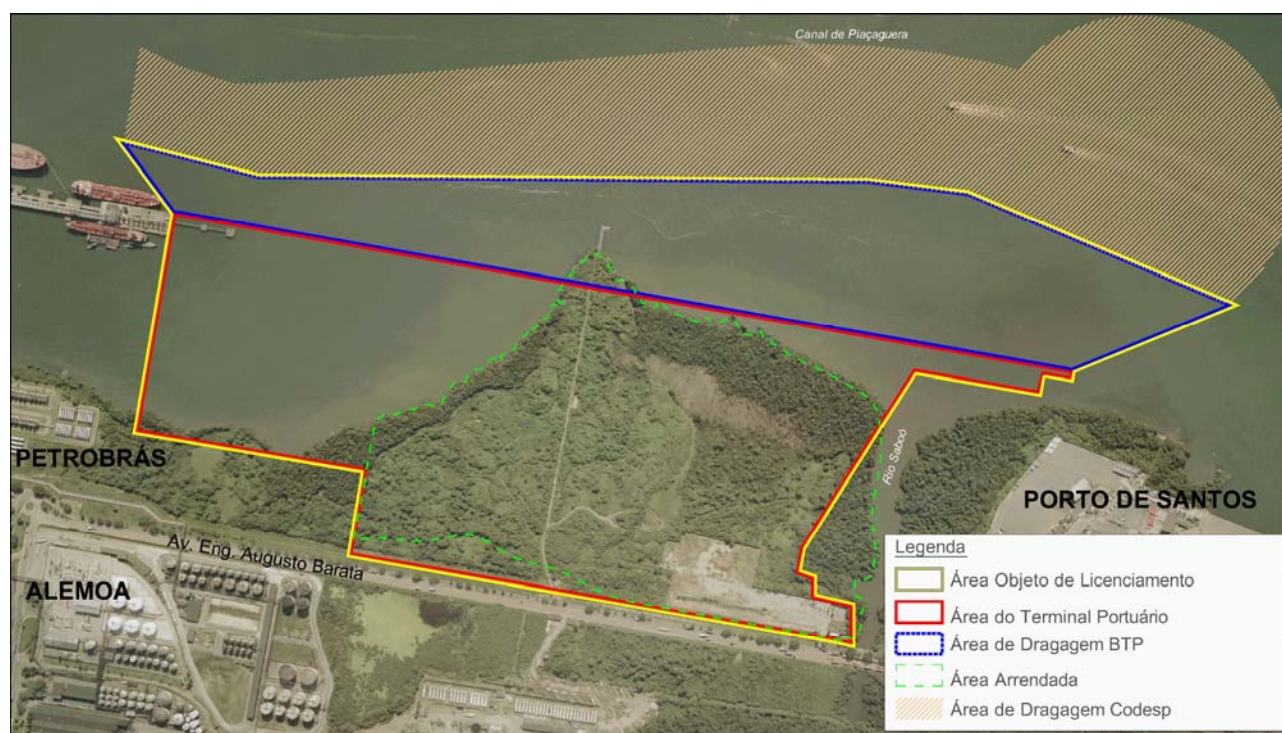 Canal de Piaçaguera
PETROBRÁS
Rio Saboó
PORTO DE SANTOS
Av. Eng. Augusto Barata
ALEMOA
Legenda
Área Objeto de Licenciamento
Área do Terminal Portuário
Área de Dragagem BTP
Área Arrendada
Área de Dragagem Codesp